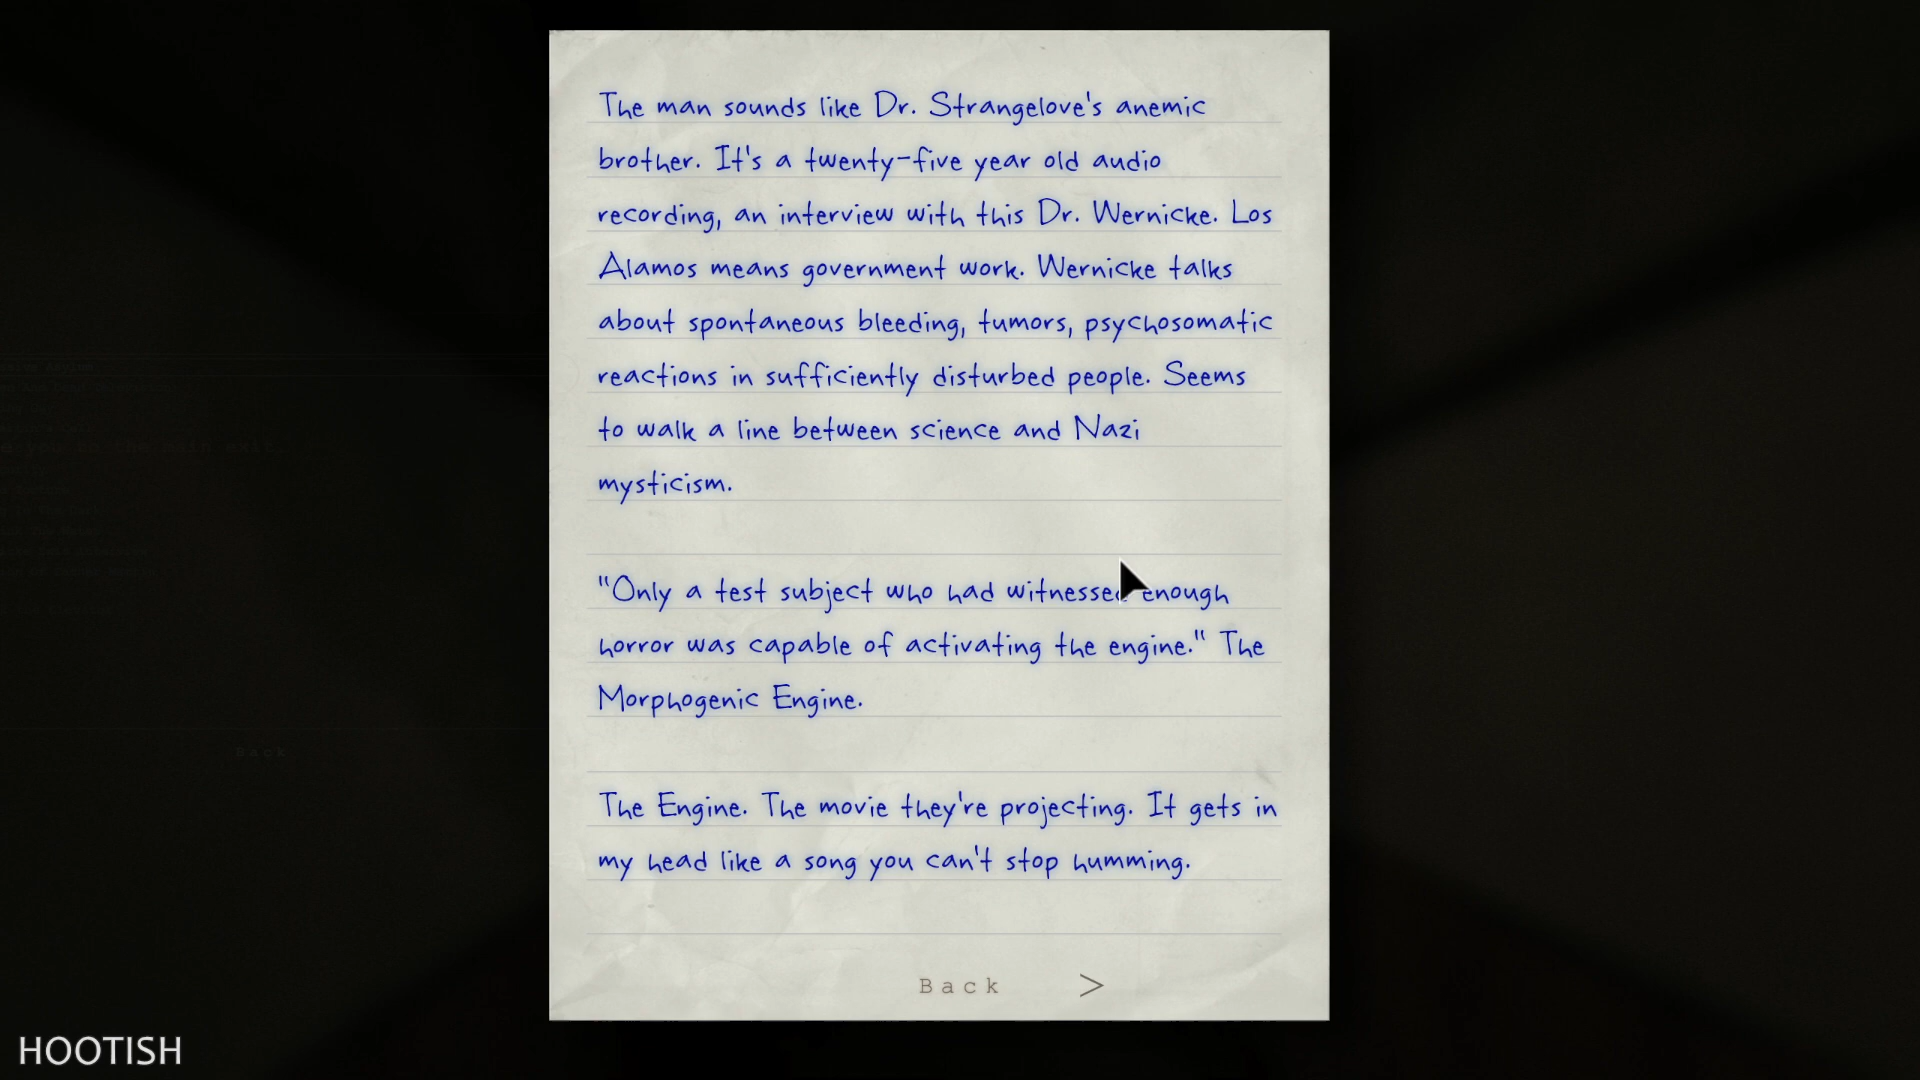 The man sounds like Dr. Strangelove's anemic
brother. It's a twenty-five year old audio
recording, an interview with this Dr. Wernicke. Los
Alamos means government work. Wernicke talks
about spontaneous bleeding, tumors, psychosomatic
reactions in sufficiently disturbed people. Seems
to walk a line between science and Nazi
mysticism.
"Only a test subject who had witnessed enough
horror was capable of activating the engine." The
Morphogenic Engine.
The Engine. The movie they're projecting. It gets in
my head like a song you can't stop humming.
Back >
Back
HOOTISH